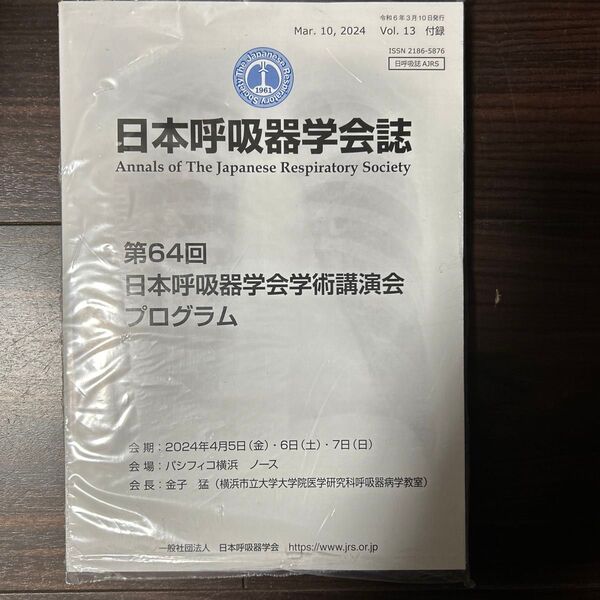 令和6年3月10日発行
Mar. 10, 2024 Vol. 13 付録
ISSN 2186-5876
日呼吸誌 AJRS
The Japanese Respiratory Society
1961
日本呼吸器学会誌
Annals of The Japanese Respiratory Society
第64回
日本呼吸器学会学術講演会
プログラム
会期：2024年4月5日(金)・6日(土)・7日(日)
会場：パシフィコ横浜 ノース
会長：金子 猛(横浜市立大学大学院医学研究科呼吸器病学教室)
一般社団法人 日本呼吸器学会 https://www.jrs.or.jp